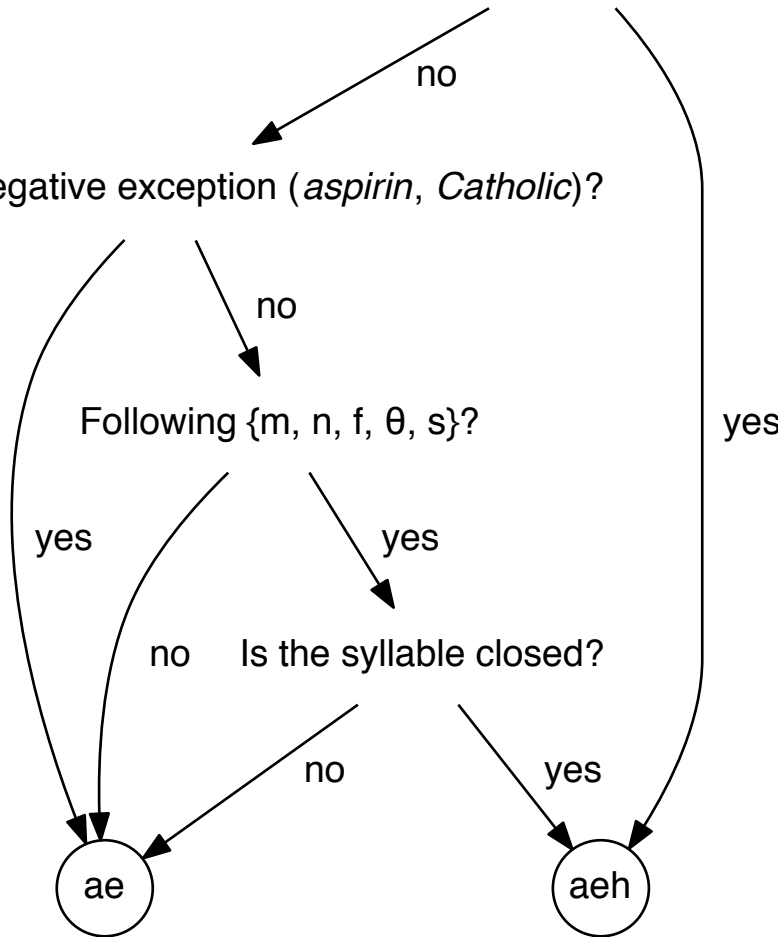 no
egative exception (aspirin, Catholic)?
no
Following {m, n, f, θ, s}?
yes
yes
yes
no
Is the syllable closed?
no
yes
ae
aeh